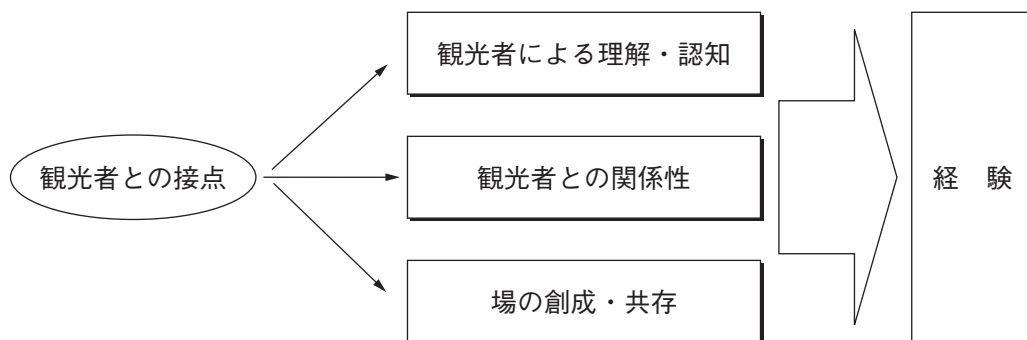 観光者による理解・認知
観光者との接点
観光者との関係性
場の創成・共存
経　験